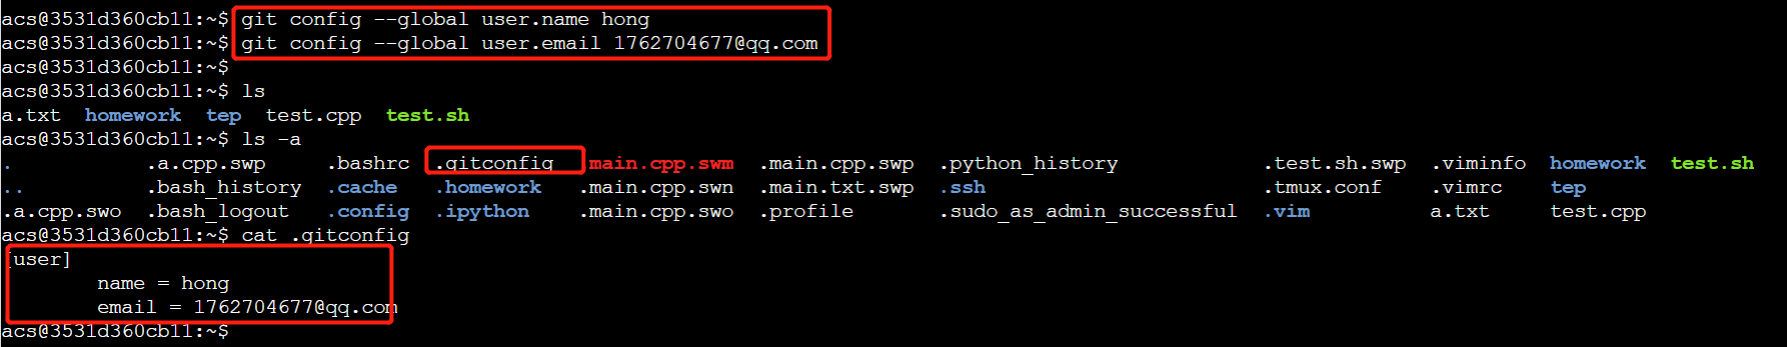 acs@3531d360cb11:~$ git config --global user.name hong
acs@3531d360cb11:~$ git config --global user.email 1762704677@qq.com
acs@3531d360cb11:~$
acs@3531d360cb11:~$ ls
a.txt  homework  tep  test.cpp  test.sh
acs@3531d360cb11:~$ ls -a
.  .a.cpp.swp  .bashrc  .gitconfig  .main.cpp.swm  .main.cpp.swp  .python_history  .test.sh.swp  .viminfo  homework  test.sh
..  .bash_history  .cache  .homework  .main.cpp.swn  .main.txt.swp  .ssh  .tmux.conf  .vimrc  tep
.a.cpp.swo  .bash_logout  .config  .ipython  .main.cpp.swo  .profile  .sudo_as_admin_successful  .vim  a.txt  test.cpp
acs@3531d360cb11:~$ cat .gitconfig
[user]
        name = hong
        email = 1762704677@qq.com
acs@3531d360cb11:~$